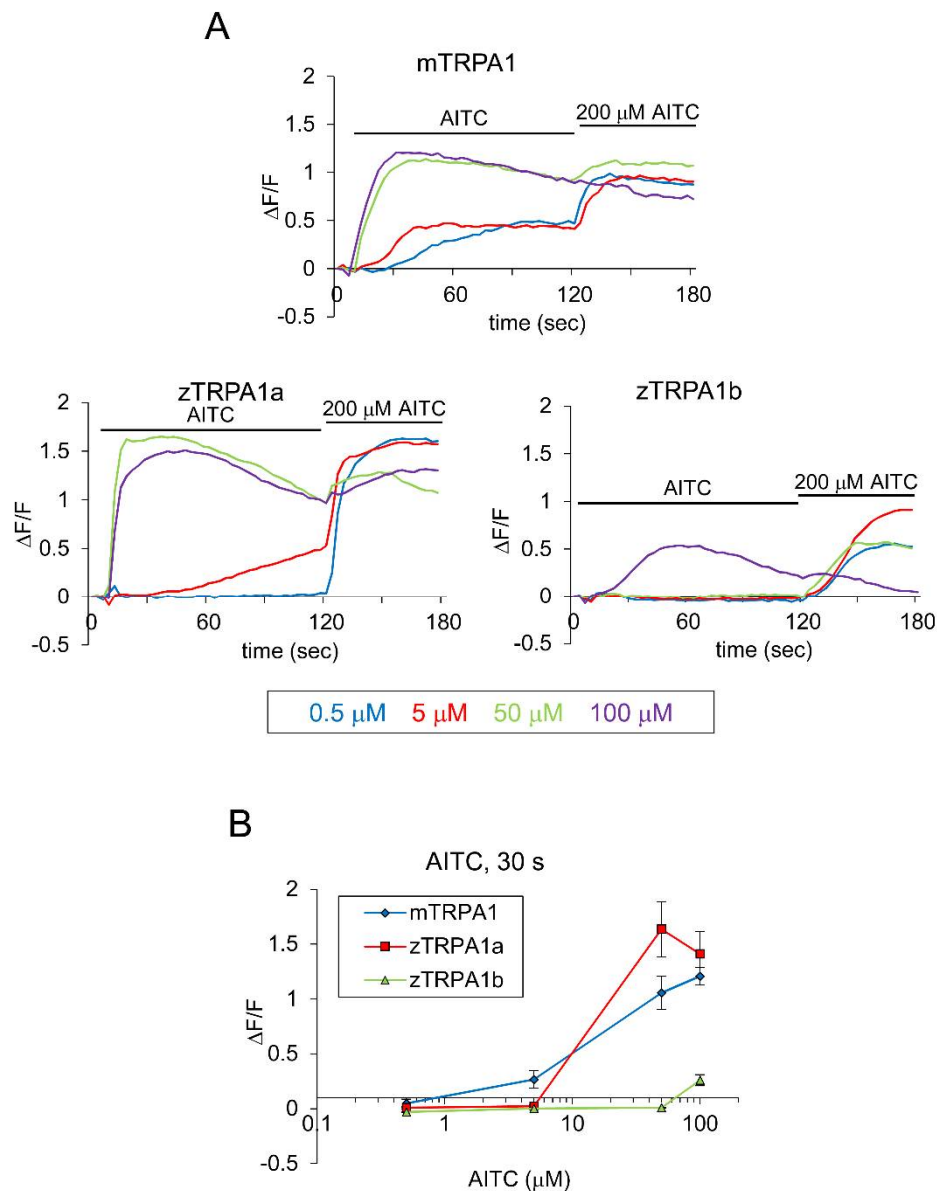 A
mTRPA1
2
1.5
1
0.5
0
-0.5
ΔF/F
AITC
200 μM AITC
0
60
120
180
time (sec)
zTRPA1a
2
1.5
1
0.5
0
-0.5
ΔF/F
AITC
200 μM AITC
0
60
120
180
time (sec)
zTRPA1b
2
1.5
1
0.5
0
-0.5
ΔF/F
AITC
200 μM AITC
0
60
120
180
time (sec)
0.5 μM 5 μM 50 μM 100 μM
B
AITC, 30 s
2
1.5
1
0.5
0
-0.5
ΔF/F
mTRPA1
zTRPA1a
zTRPA1b
0.1
1
10
100
AITC (μM)